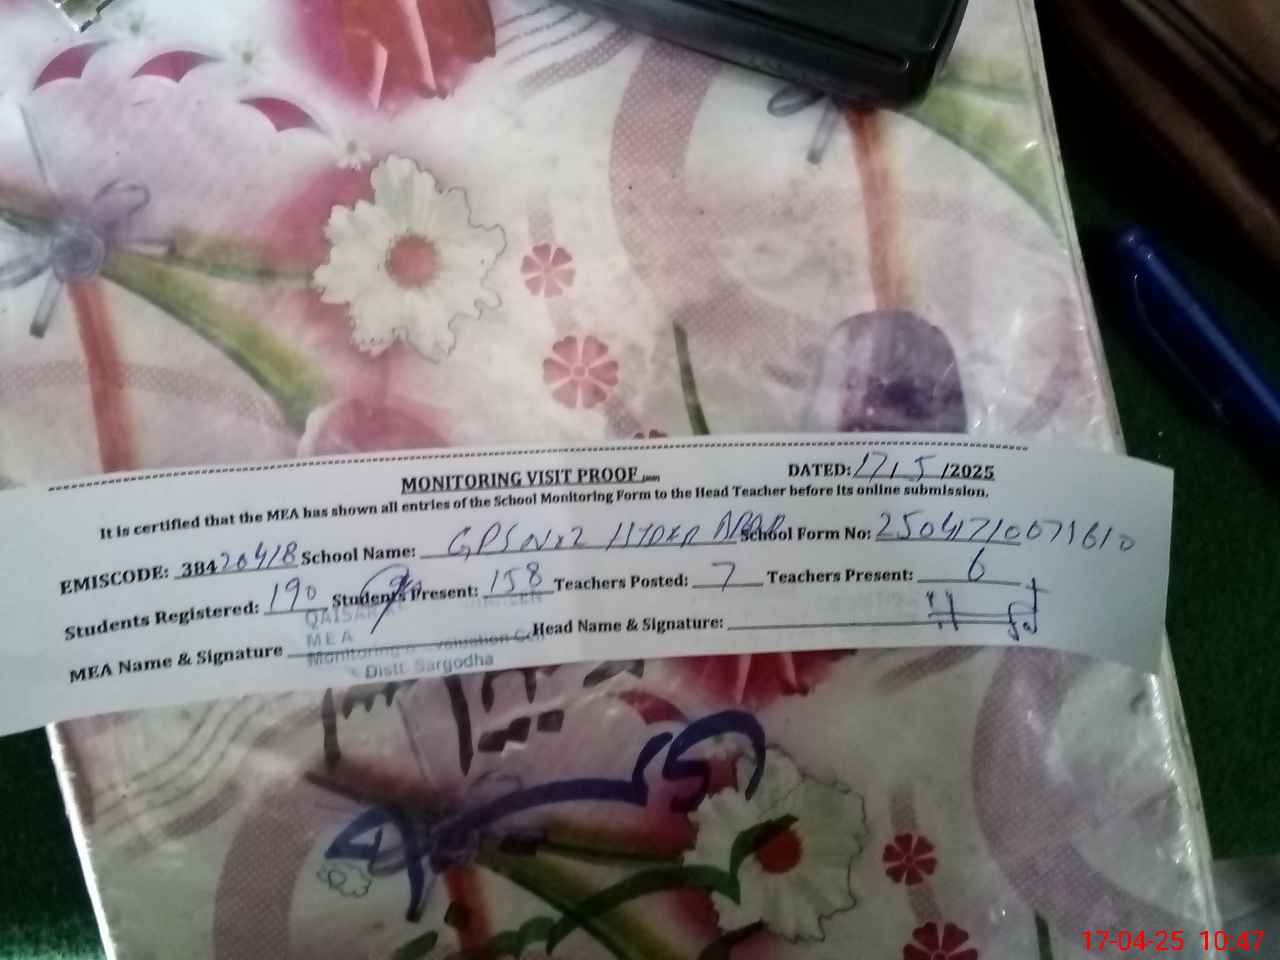 MONITORING VISIT PROOF DATED: 17/5/2025
It is certified that the MEA has shown all entries of the School Monitoring Form to the Head Teacher before its online submission.
EMISCODE: 38420418 School Name: GPS No 2 HYDER ABAD School Form No: 25041710071610
Students Registered: 190 Students Present: 158 Teachers Posted: 7 Teachers Present: 6
MEA Name & Signature Head Name & Signature:
QAISAR
MEA
Monitoring & Evaluation Cell
Distt. Sargodha
17-04-25 10:47